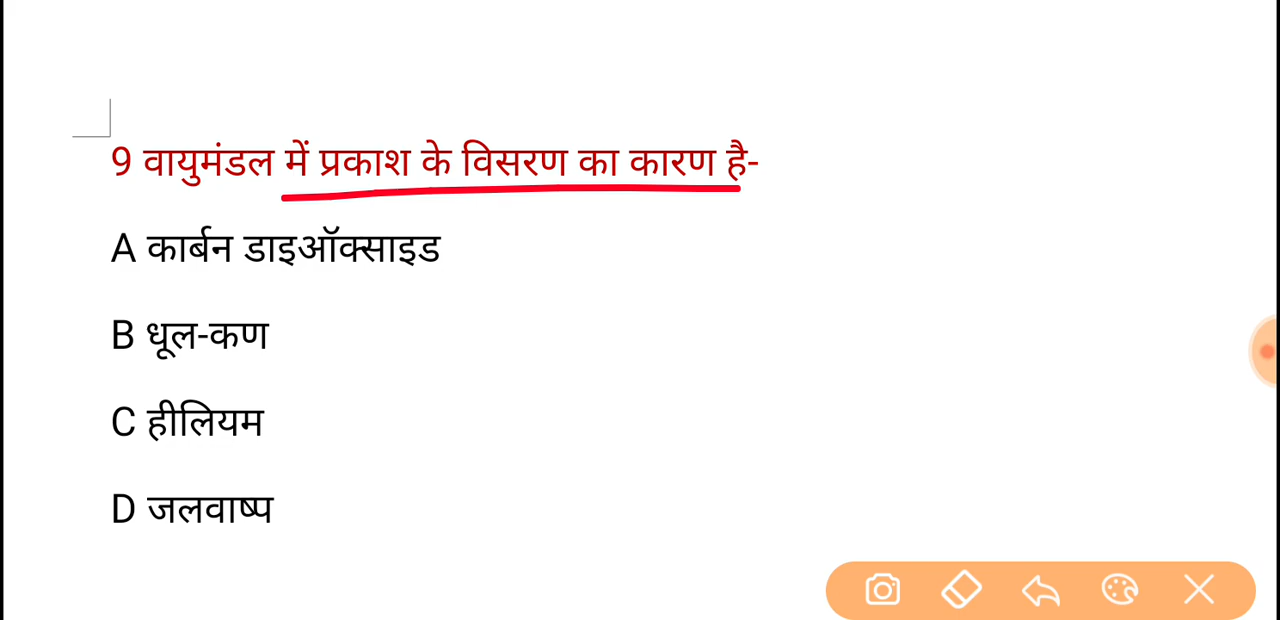 9 वायुमंडल में प्रकाश के विसरण का कारण है-
A कार्बन डाइऑक्साइड
B धूल-कण
C हीलियम
D जलवाष्प